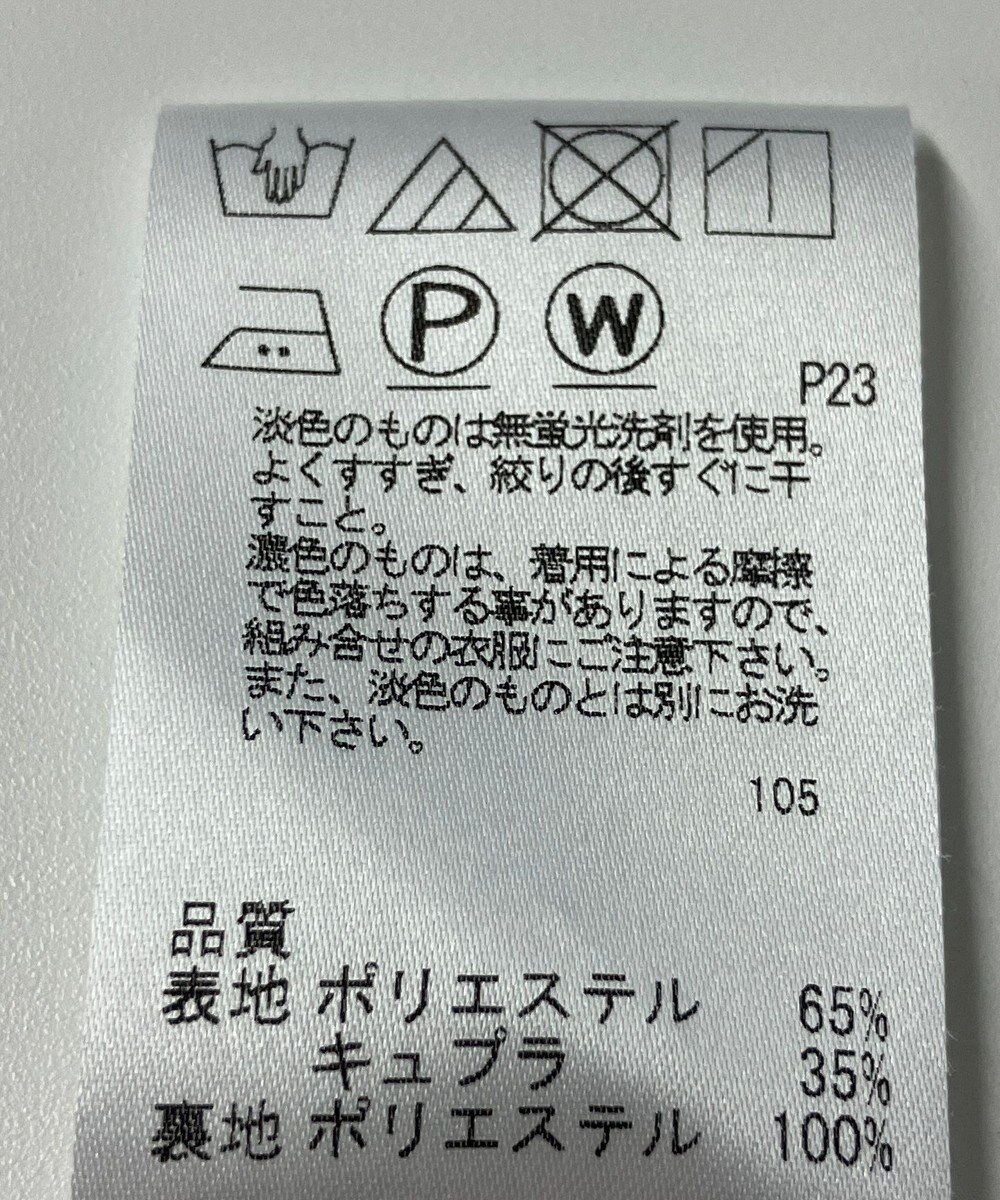 P W
P23
淡色のものは無蛍光洗剤を使用。
よくすすぎ、絞りの後すぐに干
すこと。
濃色のものは、着用による摩擦
で色落ちする事がありますので、
組み合せの衣服にご注意下さい。
また、淡色のものとは別にお洗
い下さい。
105
品質
表地 ポリエステル 65%
キュプラ 35%
裏地 ポリエステル 100%